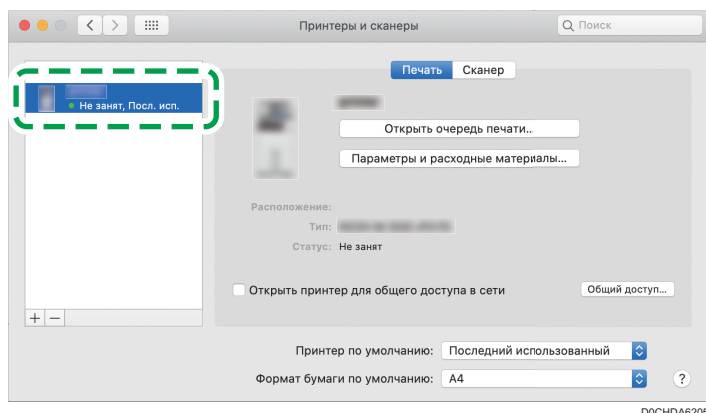 Принтеры и сканеры
Поиск
Печать Сканер
Не занят, Посл. исп.
Открыть очередь печати...
Параметры и расходные материалы...
Расположение:
Тип:
Статус: Не занят
Открыть принтер для общего доступа в сети
Общий доступ...
+ −
Принтер по умолчанию: Последний использованный
Формат бумаги по умолчанию: A4
?
D0CHDA6205